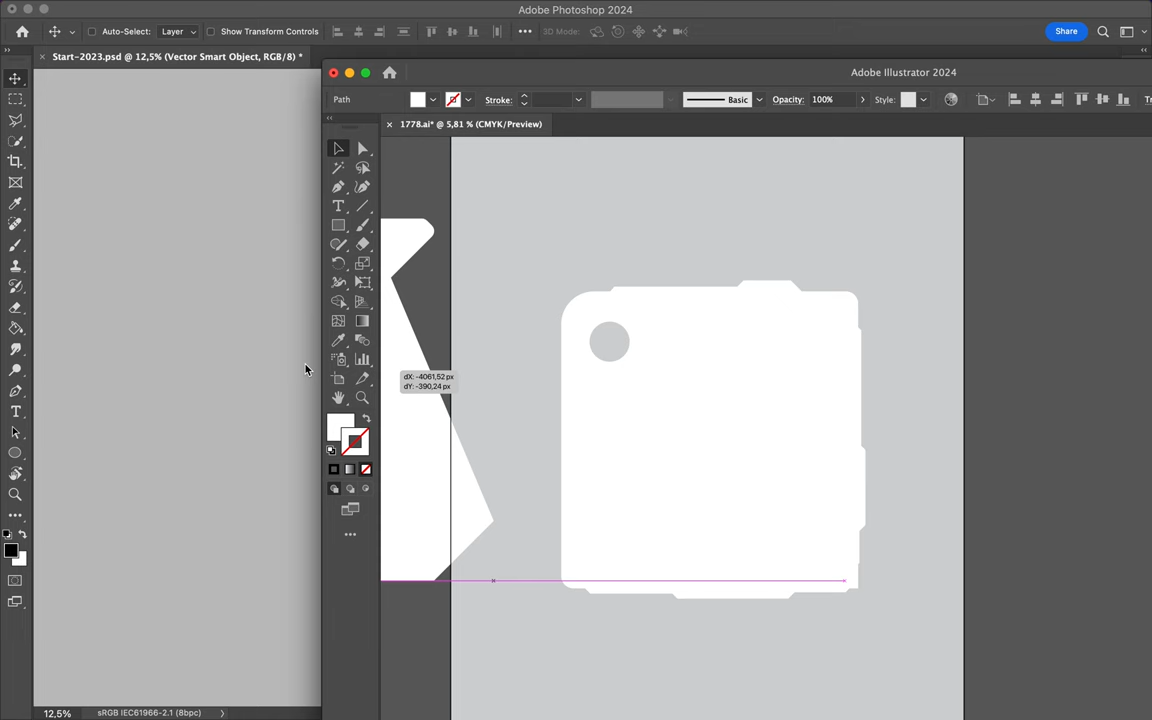 Adobe Photoshop 2024
Auto-Select:
Layer
Show Transform Controls
3D Mode:
Share
Start-2023.psd @ 12,5% (Vector Smart Object, RGB/8) *
Adobe Illustrator 2024
Path
Stroke:
Basic
Opacity:
100%
Style:
1778.ai* @ 5,81 % (CMYK/Preview)
dX: -4061,52 px
dY: -390,24 px
12,5%
sRGB IEC61966-2.1 (8bpc)